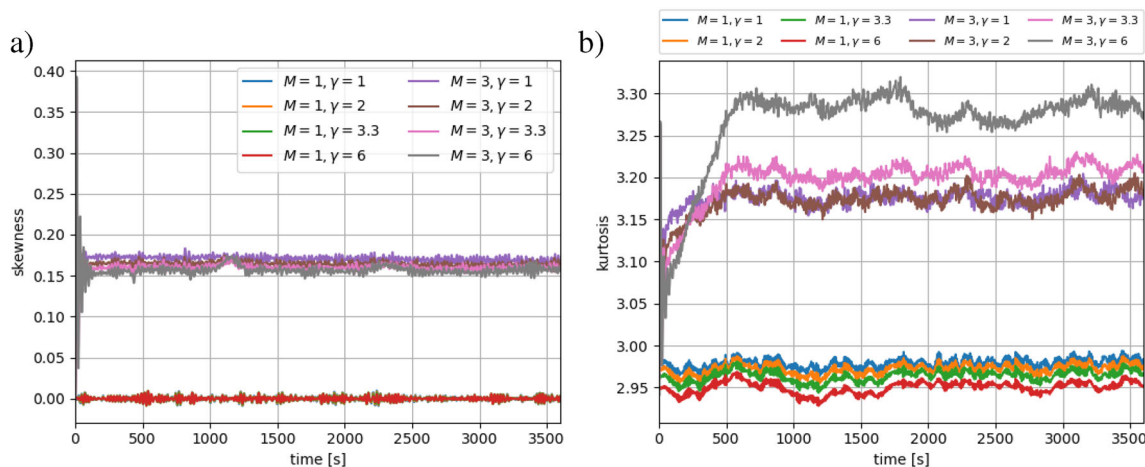 a)
M = 1, γ = 1
M = 1, γ = 2
M = 1, γ = 3.3
M = 1, γ = 6
M = 3, γ = 1
M = 3, γ = 2
M = 3, γ = 3.3
M = 3, γ = 6
skewness
0.40
0.35
0.30
0.25
0.20
0.15
0.10
0.05
0.00
0 500 1000 1500 2000 2500 3000 3500
time [s]
b)
M = 1, γ = 1
M = 1, γ = 2
M = 1, γ = 3.3
M = 1, γ = 6
M = 3, γ = 1
M = 3, γ = 2
M = 3, γ = 3.3
M = 3, γ = 6
kurtosis
3.30
3.25
3.20
3.15
3.10
3.05
3.00
2.95
0 500 1000 1500 2000 2500 3000 3500
time [s]